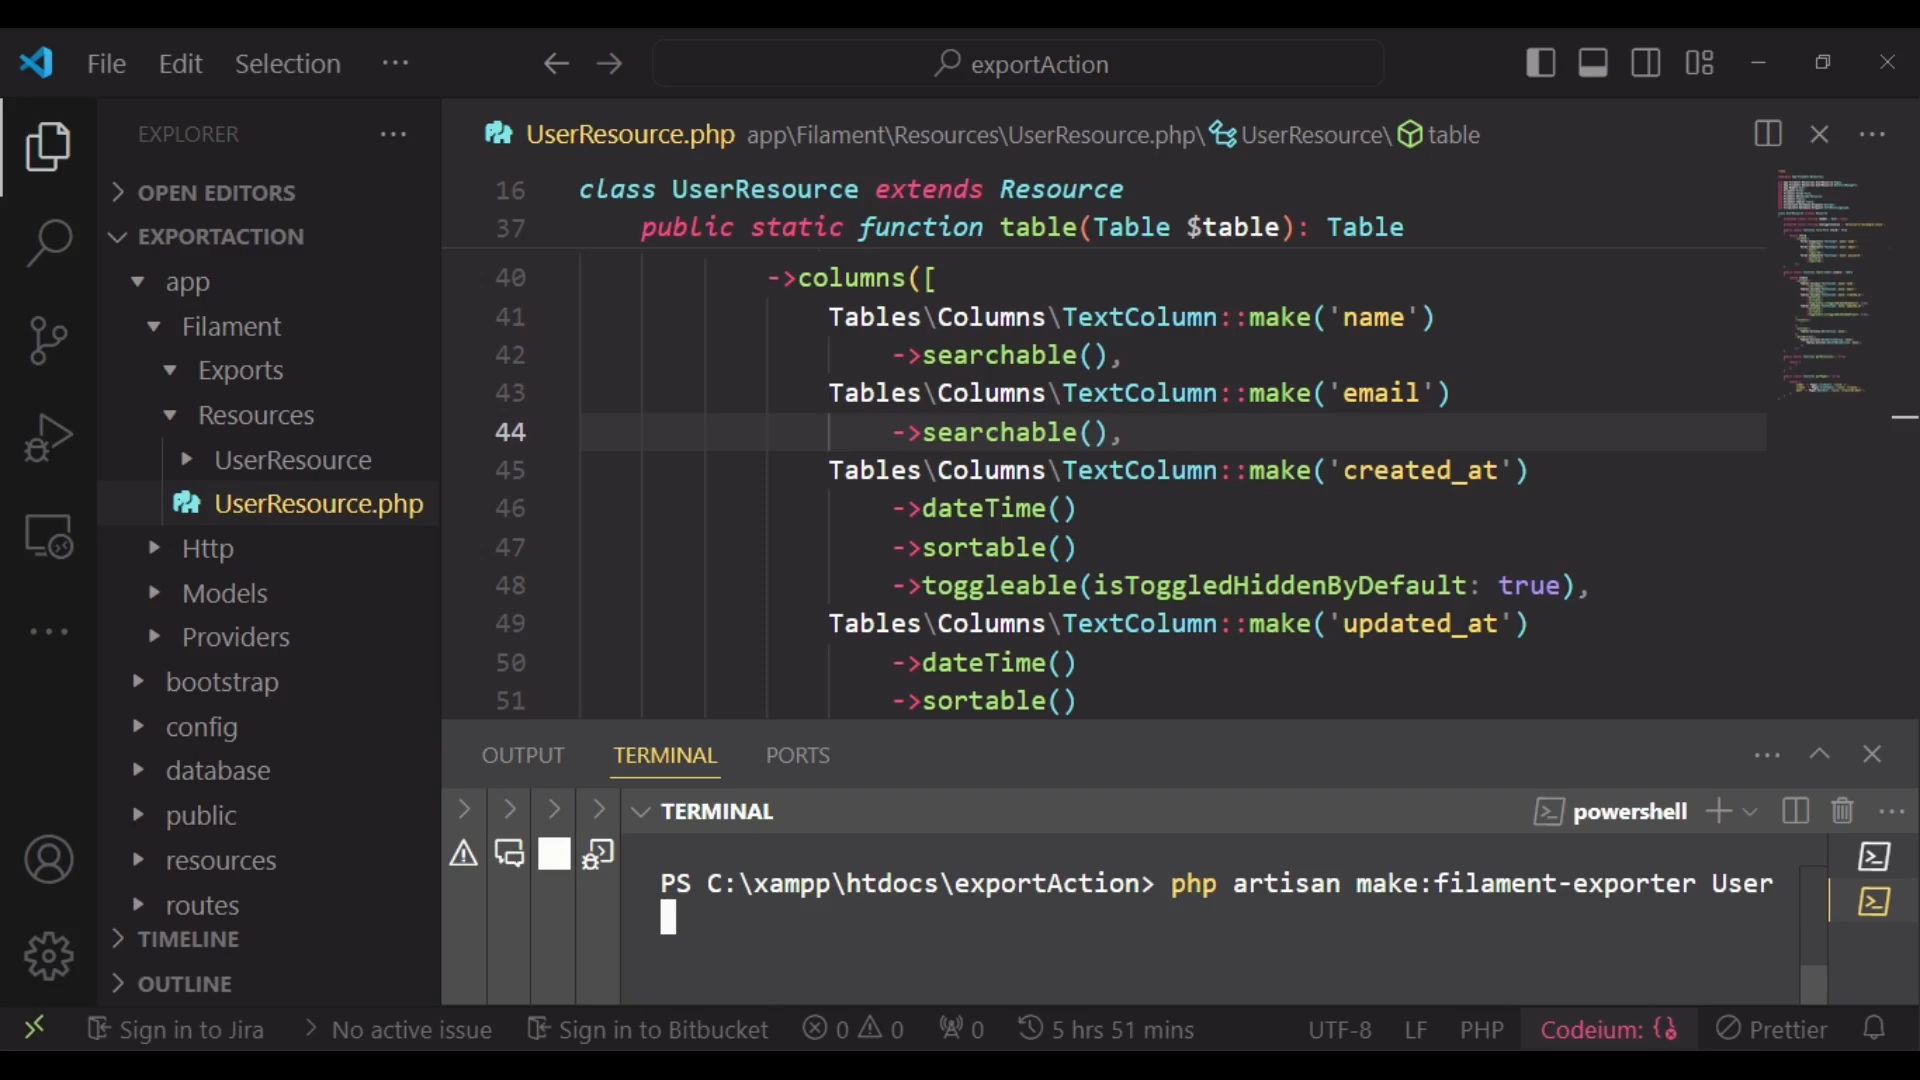 File Edit Selection ···
exportAction
EXPLORER
OPEN EDITORS
EXPORTACTION
app
Filament
Exports
Resources
UserResource
UserResource.php
Http
Models
Providers
bootstrap
config
database
public
resources
routes
TIMELINE
OUTLINE
UserResource.php app\Filament\Resources\UserResource.php\UserResource\table
16 class UserResource extends Resource
37 public static function table(Table $table): Table
40 ->columns([
41 Tables\Columns\TextColumn::make('name')
42 ->searchable(),
43 Tables\Columns\TextColumn::make('email')
44 ->searchable(),
45 Tables\Columns\TextColumn::make('created_at')
46 ->dateTime()
47 ->sortable()
48 ->toggleable(isToggledHiddenByDefault: true),
49 Tables\Columns\TextColumn::make('updated_at')
50 ->dateTime()
51 ->sortable()
OUTPUT TERMINAL PORTS
TERMINAL
powershell
PS C:\xampp\htdocs\exportAction> php artisan make:filament-exporter User
Sign in to Jira No active issue Sign in to Bitbucket 0 0 0 5 hrs 51 mins UTF-8 LF PHP Codeium: {} Prettier